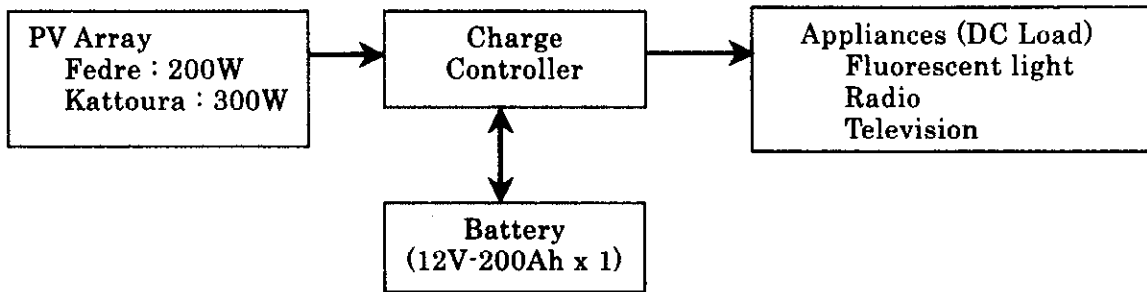 PV Array
Fedre : 200W
Kattoura : 300W
Charge
Controller
Appliances (DC Load)
Fluorescent light
Radio
Television
Battery
(12V-200Ah x 1)